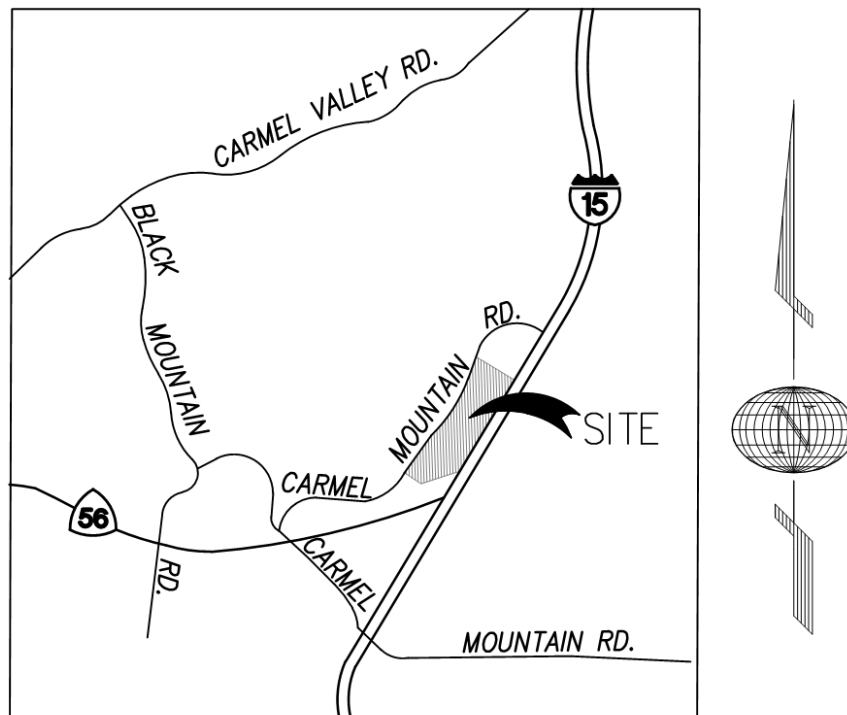 CARMEL VALLEY RD.
15
BLACK
MOUNTAIN
RD.
MOUNTAIN
RD.
SITE
N
CARMEL
56
CARMEL
MOUNTAIN RD.